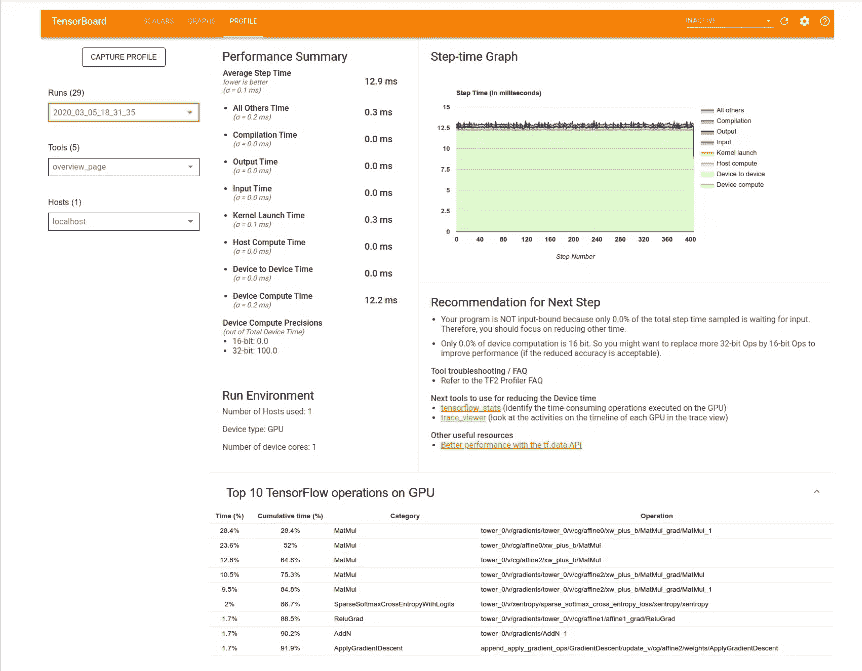 TensorBoard
SCALARS GRAPHS PROFILE
CAPTURE PROFILE
Runs (29)
2020_03_05_18_31_35
Tools (5)
overview_page
Hosts (1)
localhost
Performance Summary
Average Step Time
lower is better
(σ = 0.1 ms)
12.9 ms
• All Others Time
(σ = 0.2 ms)
0.3 ms
• Compilation Time
(σ = 0.0 ms)
0.0 ms
• Output Time
(σ = 0.0 ms)
0.0 ms
• Input Time
(σ = 0.0 ms)
0.0 ms
• Kernel Launch Time
(σ = 0.1 ms)
0.3 ms
• Host Compute Time
(σ = 0.0 ms)
0.0 ms
• Device to Device Time
(σ = 0.0 ms)
0.0 ms
• Device Compute Time
(σ = 0.2 ms)
12.2 ms
Device Compute Precisions
(out of Total Device Time)
• 16-bit: 0.0
• 32-bit: 100.0
Run Environment
Number of Hosts used: 1
Device type: GPU
Number of device cores: 1
Step-time Graph
Step Time (in milliseconds)
15
12.5
10
7.5
5
2.5
0
0 40 80 120 160 200 240 280 320 360 400
Step Number
All others
Compilation
Output
Input
Kernel launch
Host compute
Device to device
Device compute
Recommendation for Next Step
• Your program is NOT input-bound because only 0.0% of the total step time sampled is waiting for input.
Therefore, you should focus on reducing other time.
• Only 0.0% of device computation is 16 bit. So you might want to replace more 32-bit Ops by 16-bit Ops to
improve performance (if the reduced accuracy is acceptable).
Tool troubleshooting / FAQ
• Refer to the TF2 Profiler FAQ
Next tools to use for reducing the Device time
• tensorflow_stats (identify the time consuming operations executed on the GPU)
• trace_viewer (look at the activities on the timeline of each GPU in the trace view)
Other useful resources
• Better performance with the tf.data API
Top 10 TensorFlow operations on GPU
Time (%) Cumulative time (%) Category Operation
28.4% 28.4% MatMul tower_0/v/gradients/tower_0/v/cg/affine0/xw_plus_b/MatMul_grad/MatMul_1
23.6% 52% MatMul tower_0/v/cg/affine0/xw_plus_b/MatMul
12.8% 64.8% MatMul tower_0/v/cg/affine2/xw_plus_b/MatMul
10.5% 75.3% MatMul tower_0/v/gradients/tower_0/v/cg/affine2/xw_plus_b/MatMul_grad/MatMul
9.5% 84.8% MatMul tower_0/v/gradients/tower_0/v/cg/affine2/xw_plus_b/MatMul_grad/MatMul_1
2% 86.7% SparseSoftmaxCrossEntropyWithLogits tower_0/v/xentropy/sparse_softmax_cross_entropy_loss/xentropy/xentropy
1.7% 88.5% ReluGrad tower_0/v/gradients/tower_0/v/cg/affine1/affine1_grad/ReluGrad
1.7% 90.2% AddN tower_0/v/gradients/AddN_1
1.7% 91.9% ApplyGradientDescent append_apply_gradient_ops/GradientDescent/update_v/cg/affine2/weights/ApplyGradientDescent